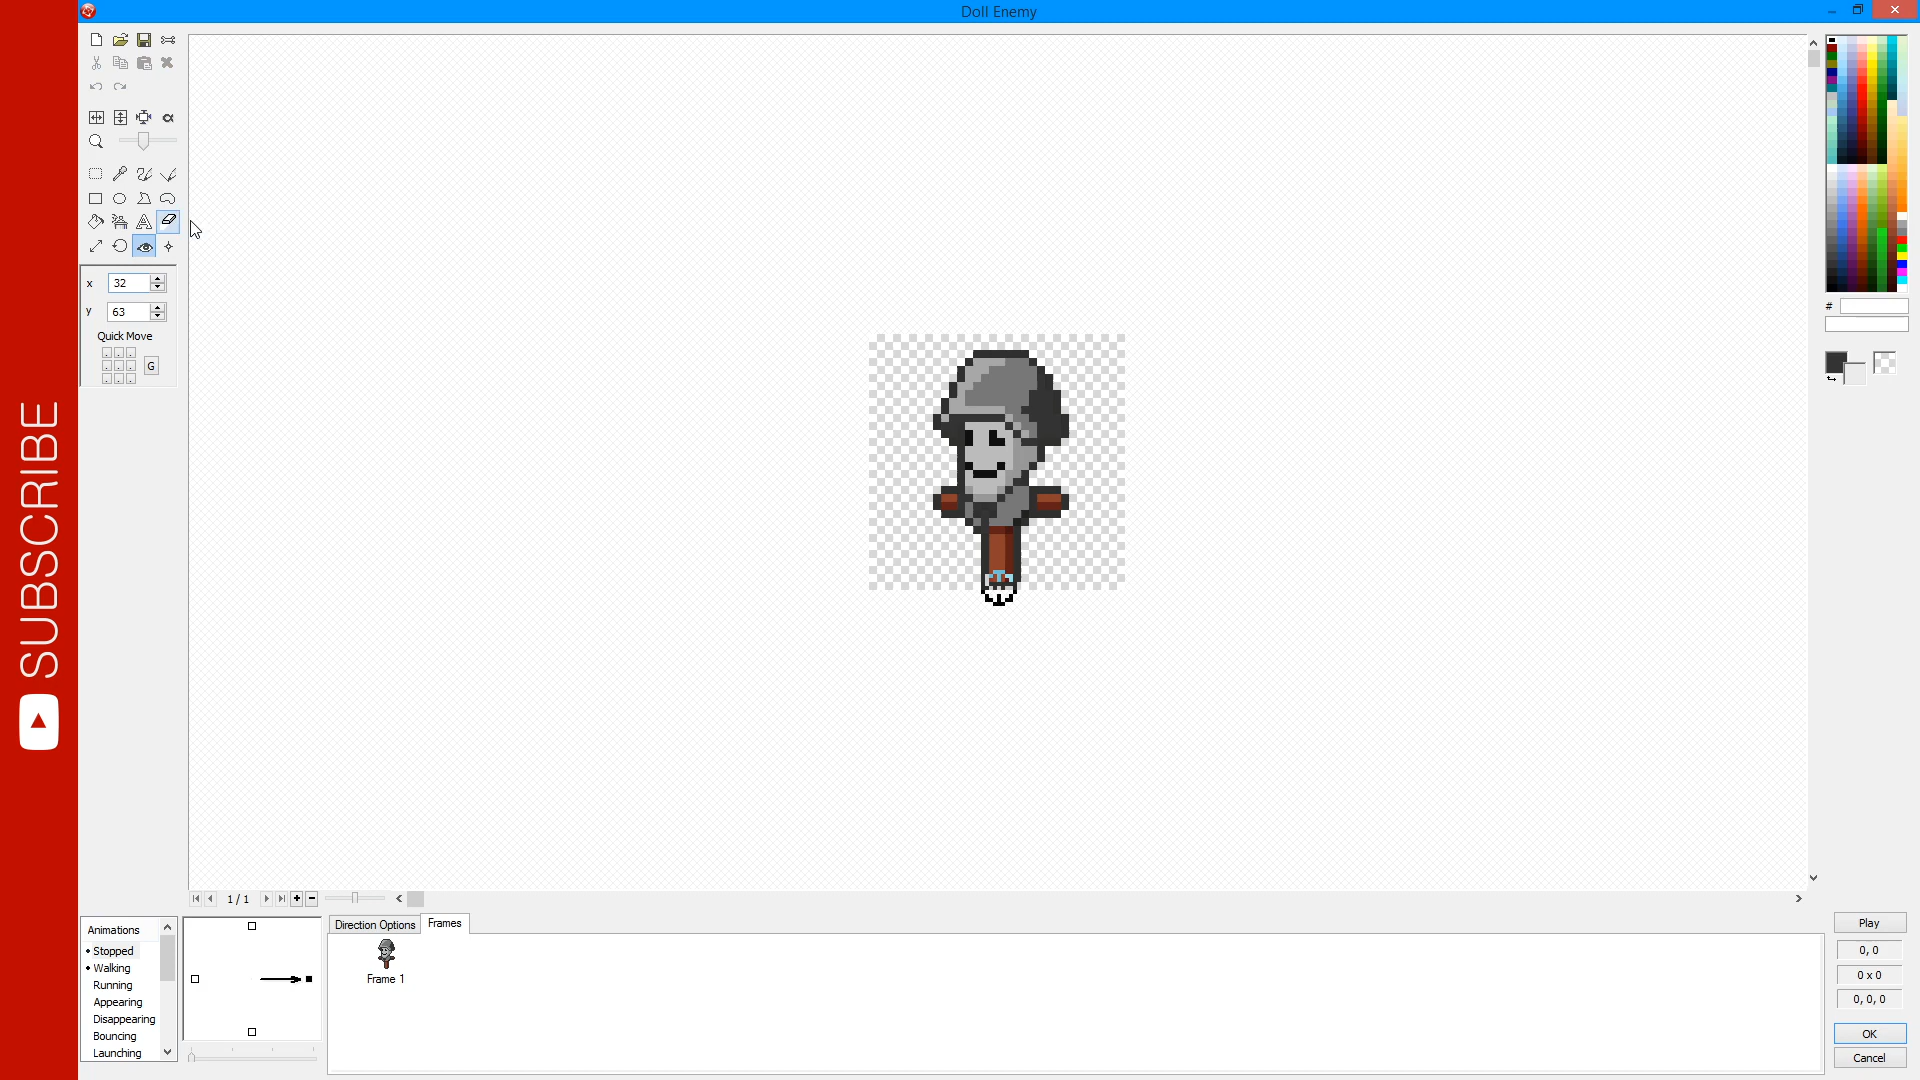 Doll Enemy
SUBSCRIBE
x 32
y 63
Quick Move
G
#
1 / 1
Animations
Stopped
Walking
Running
Appearing
Disappearing
Bouncing
Launching
Direction Options
Frames
Frame 1
Play
0, 0
0 x 0
0, 0, 0
OK
Cancel